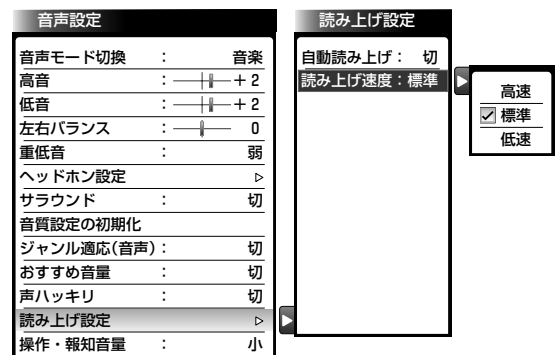 音声設定
音声モード切換 : 音楽
高音 : +2
低音 : +2
左右バランス : 0
重低音 : 弱
ヘッドホン設定
サラウンド : 切
音質設定の初期化
ジャンル適応(音声) : 切
おすすめ音量 : 切
声ハッキリ : 切
読み上げ設定
操作・報知音量 : 小
読み上げ設定
自動読み上げ : 切
読み上げ速度 : 標準
高速
標準
低速